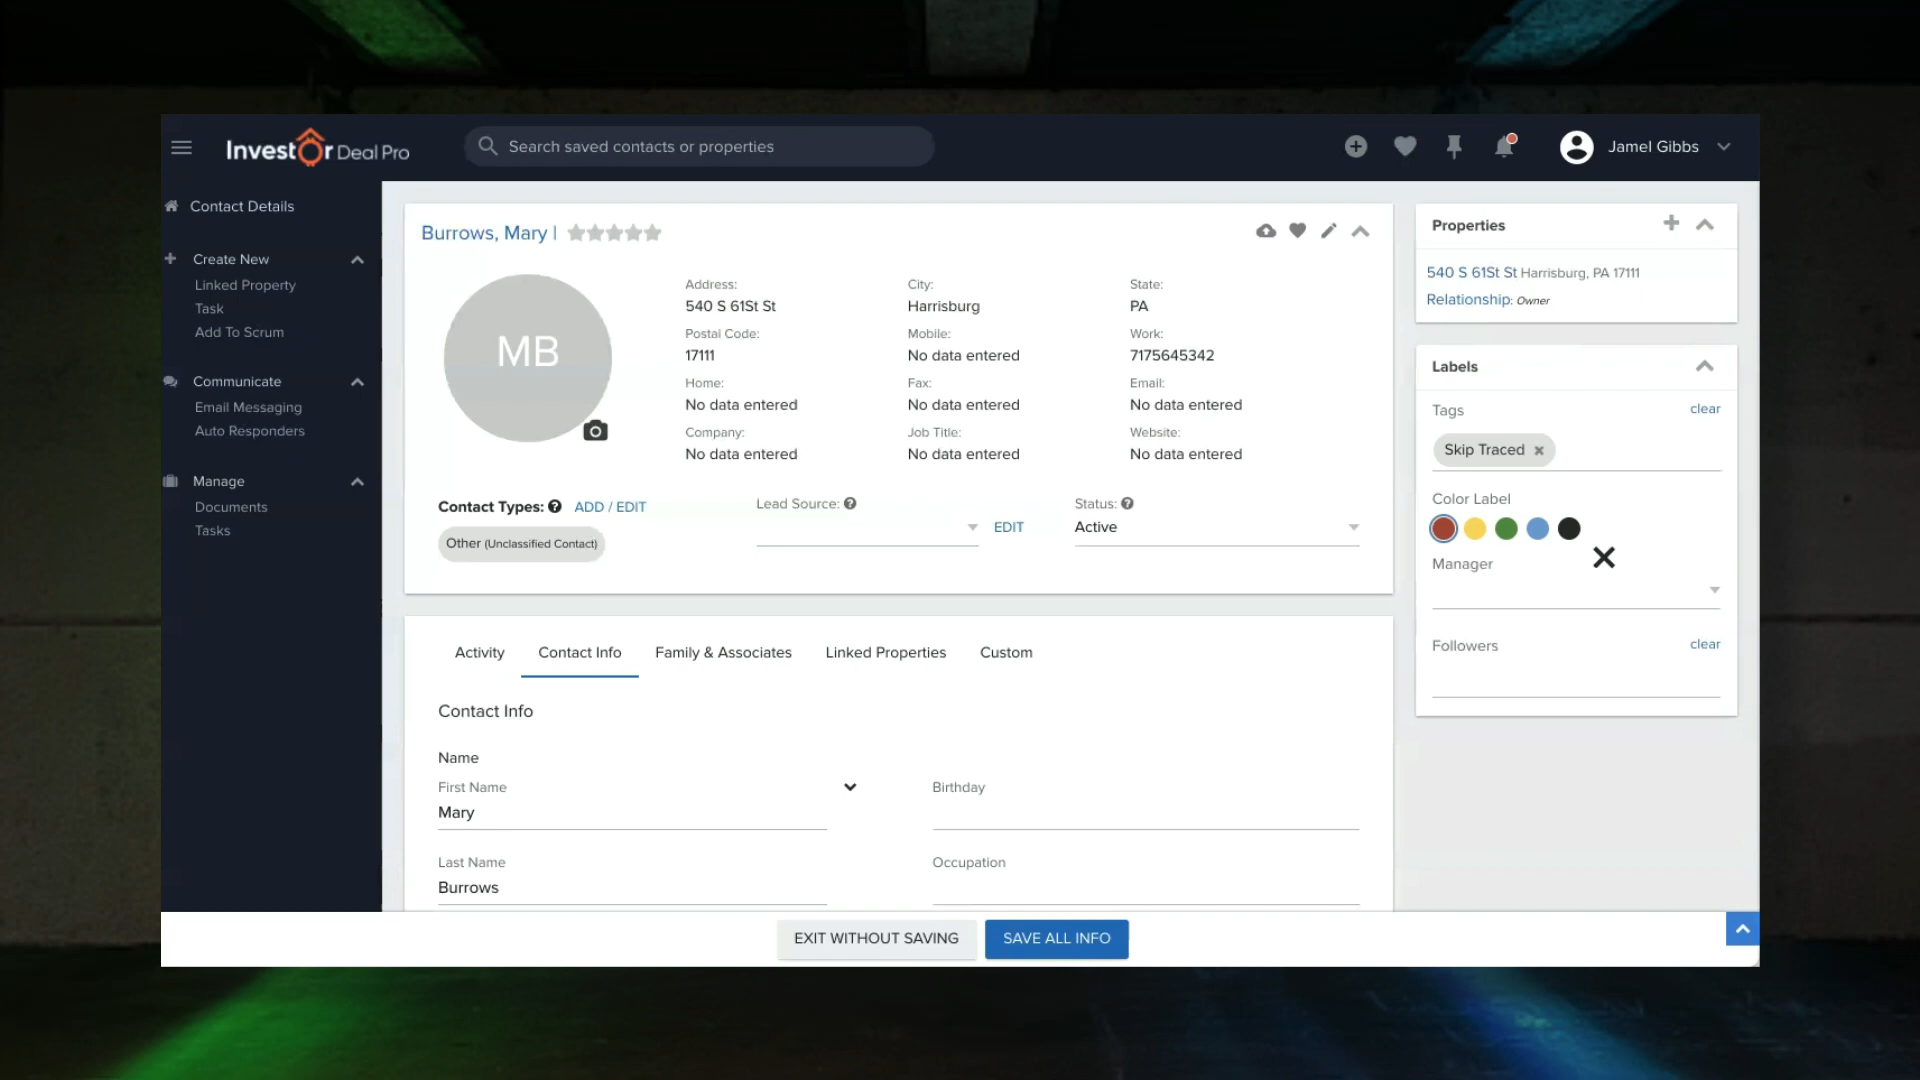 InvestOr Deal Pro
Search saved contacts or properties
Jamel Gibbs
Contact Details
Create New
Linked Property
Task
Add To Scrum
Communicate
Email Messaging
Auto Responders
Manage
Documents
Tasks
Burrows, Mary |
MB
Address:
540 S 61St St
City:
Harrisburg
State:
PA
Postal Code:
17111
Mobile:
No data entered
Work:
7175645342
Home:
No data entered
Fax:
No data entered
Email:
No data entered
Company:
No data entered
Job Title:
No data entered
Website:
No data entered
Contact Types: ADD / EDIT
Other (Unclassified Contact)
Lead Source:
EDIT
Status:
Active
Activity
Contact Info
Family & Associates
Linked Properties
Custom
Contact Info
Name
First Name
Mary
Birthday
Last Name
Burrows
Occupation
Properties
540 S 61St St Harrisburg, PA 17111
Relationship: Owner
Labels
Tags
clear
Skip Traced
Color Label
Manager
Followers
clear
EXIT WITHOUT SAVING
SAVE ALL INFO